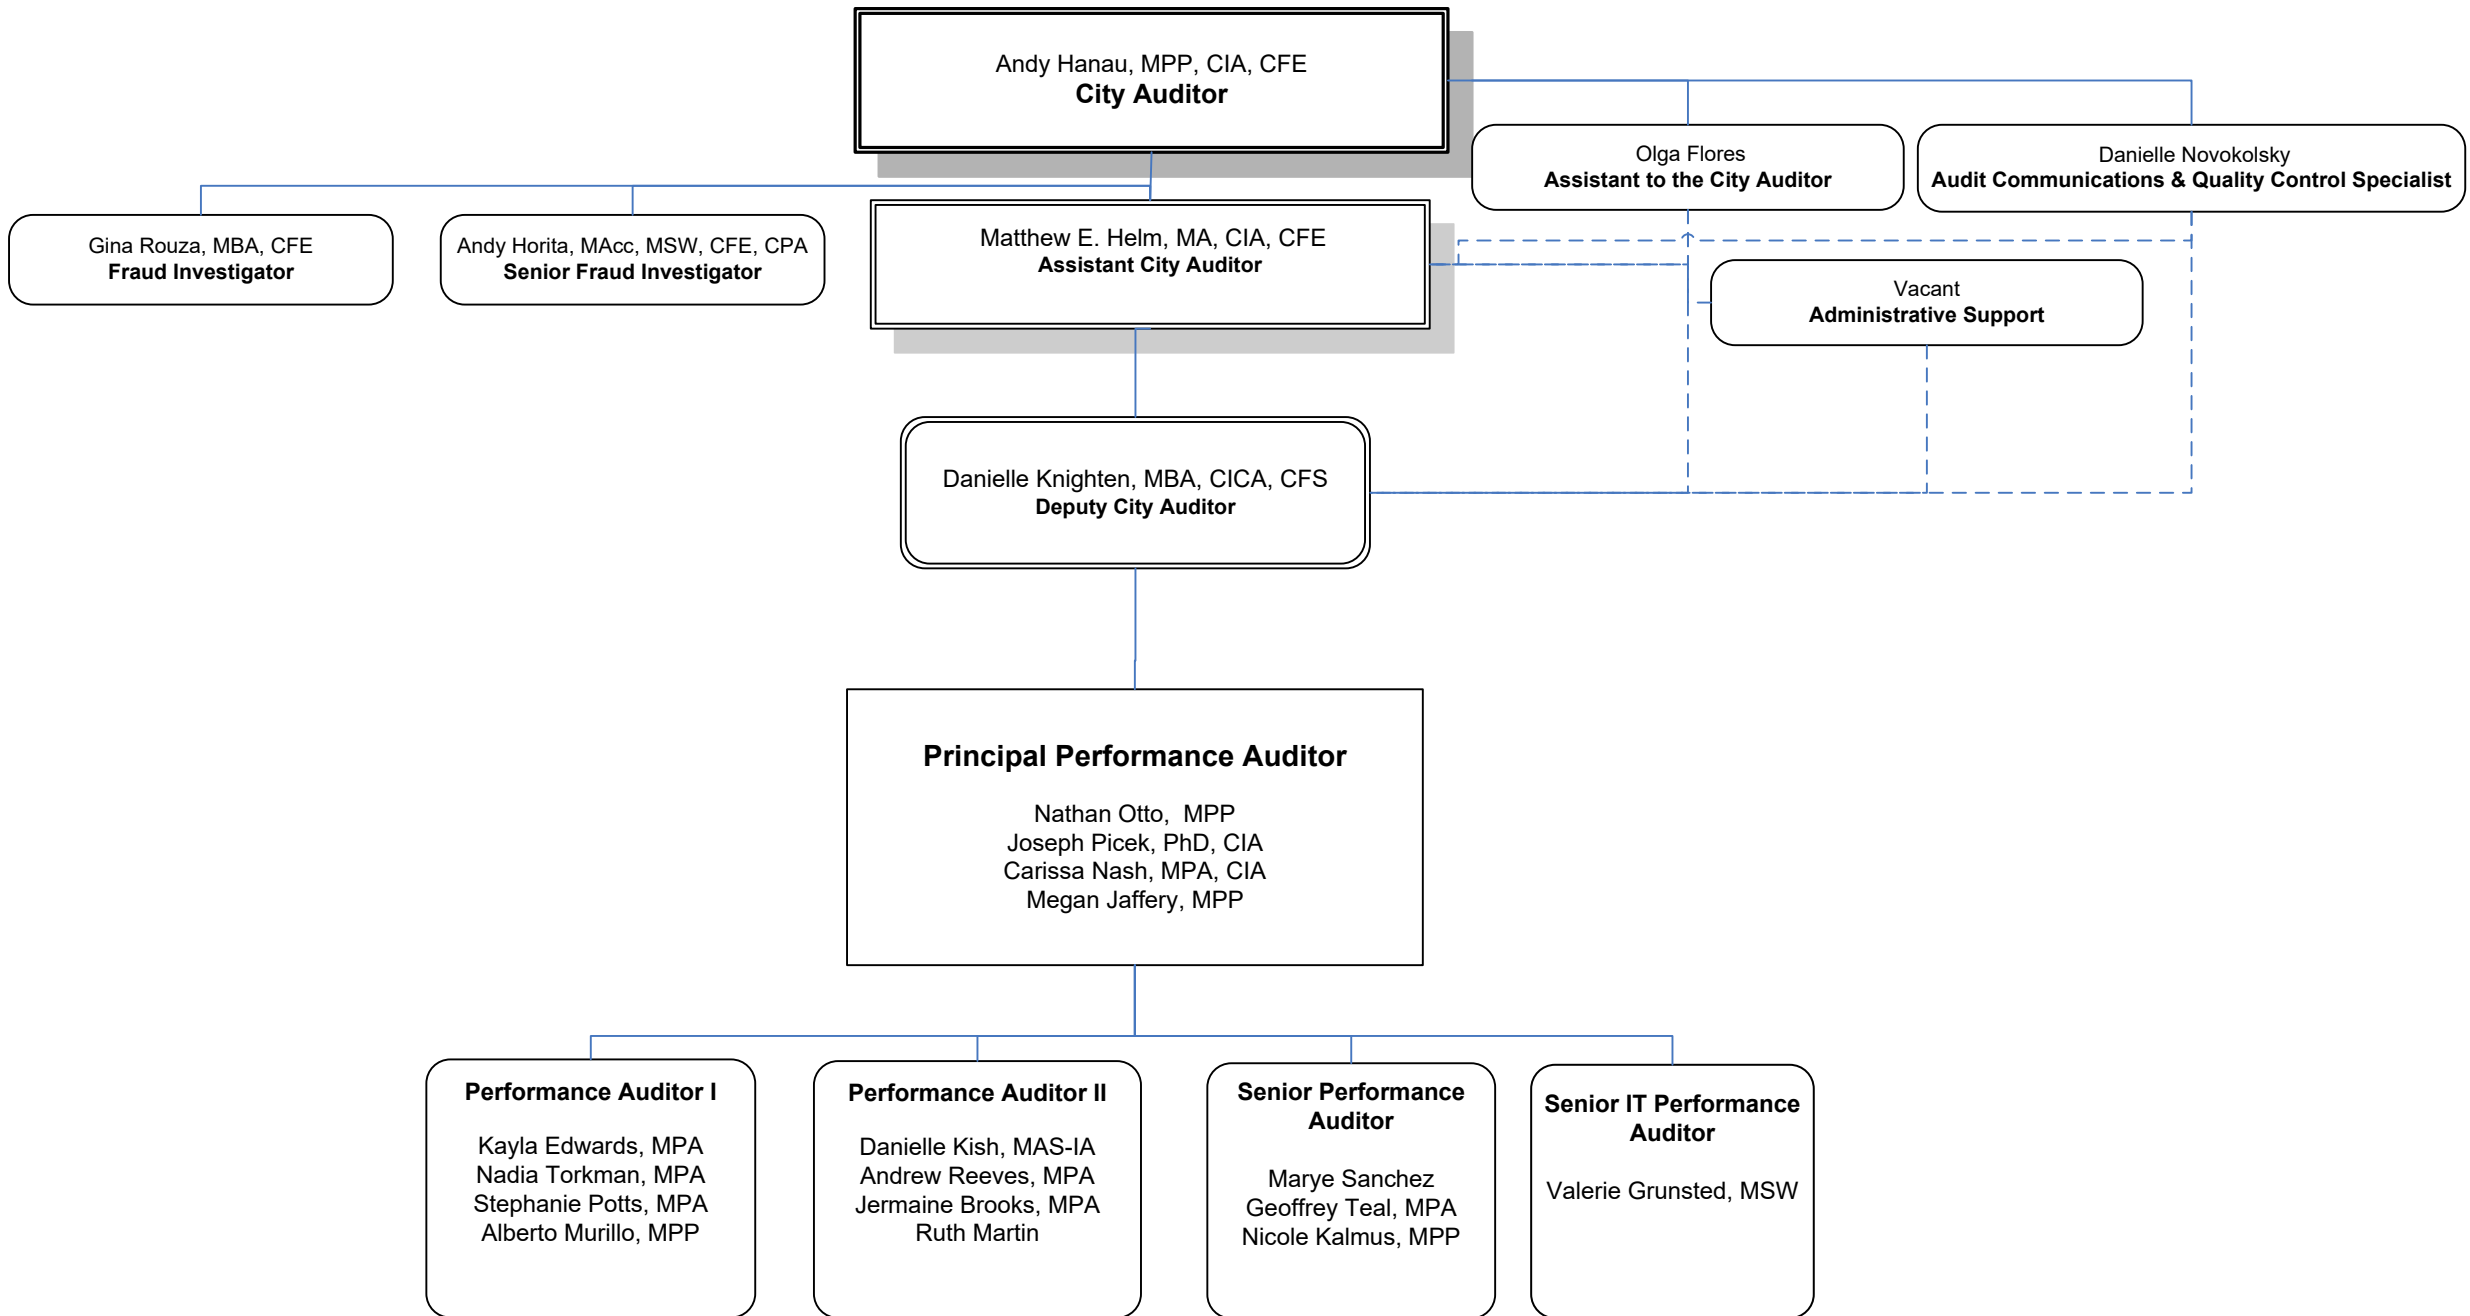 Andy Hanau, MPP, CIA, CFE
City Auditor
Olga Flores
Assistant to the City Auditor
Danielle Novokolsky
Audit Communications & Quality Control Specialist
Gina Rouza, MBA, CFE
Fraud Investigator
Andy Horita, MAcc, MSW, CFE, CPA
Senior Fraud Investigator
Matthew E. Helm, MA, CIA, CFE
Assistant City Auditor
Vacant
Administrative Support
Danielle Knighten, MBA, CICA, CFS
Deputy City Auditor
Principal Performance Auditor
Nathan Otto, MPP
Joseph Picek, PhD, CIA
Carissa Nash, MPA, CIA
Megan Jaffery, MPP
Performance Auditor I
Kayla Edwards, MPA
Nadia Torkman, MPA
Stephanie Potts, MPA
Alberto Murillo, MPP
Performance Auditor II
Danielle Kish, MAS-IA
Andrew Reeves, MPA
Jermaine Brooks, MPA
Ruth Martin
Senior Performance
Auditor
Marye Sanchez
Geoffrey Teal, MPA
Nicole Kalmus, MPP
Senior IT Performance
Auditor
Valerie Grunsted, MSW